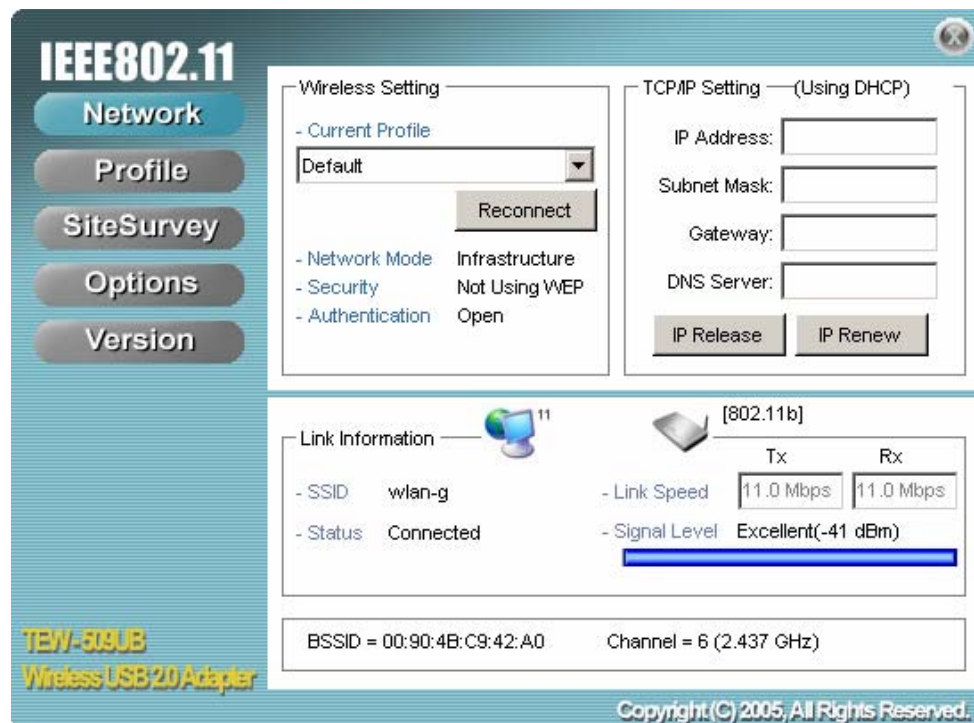 IEEE802.11
Network
Profile
SiteSurvey
Options
Version
TEW-509UB
Wireless USB 2.0 Adapter
Wireless Setting
- Current Profile
Default
Reconnect
- Network Mode Infrastructure
- Security Not Using WEP
- Authentication Open
TCP/IP Setting (Using DHCP)
IP Address:
Subnet Mask:
Gateway:
DNS Server:
IP Release IP Renew
Link Information
11
[802.11b]
Tx Rx
- SSID wlan-g
- Link Speed 11.0 Mbps 11.0 Mbps
- Status Connected
- Signal Level Excellent(-41 dBm)
BSSID = 00:90:4B:C9:42:A0 Channel = 6 (2.437 GHz)
Copyright (C) 2005, All Rights Reserved.